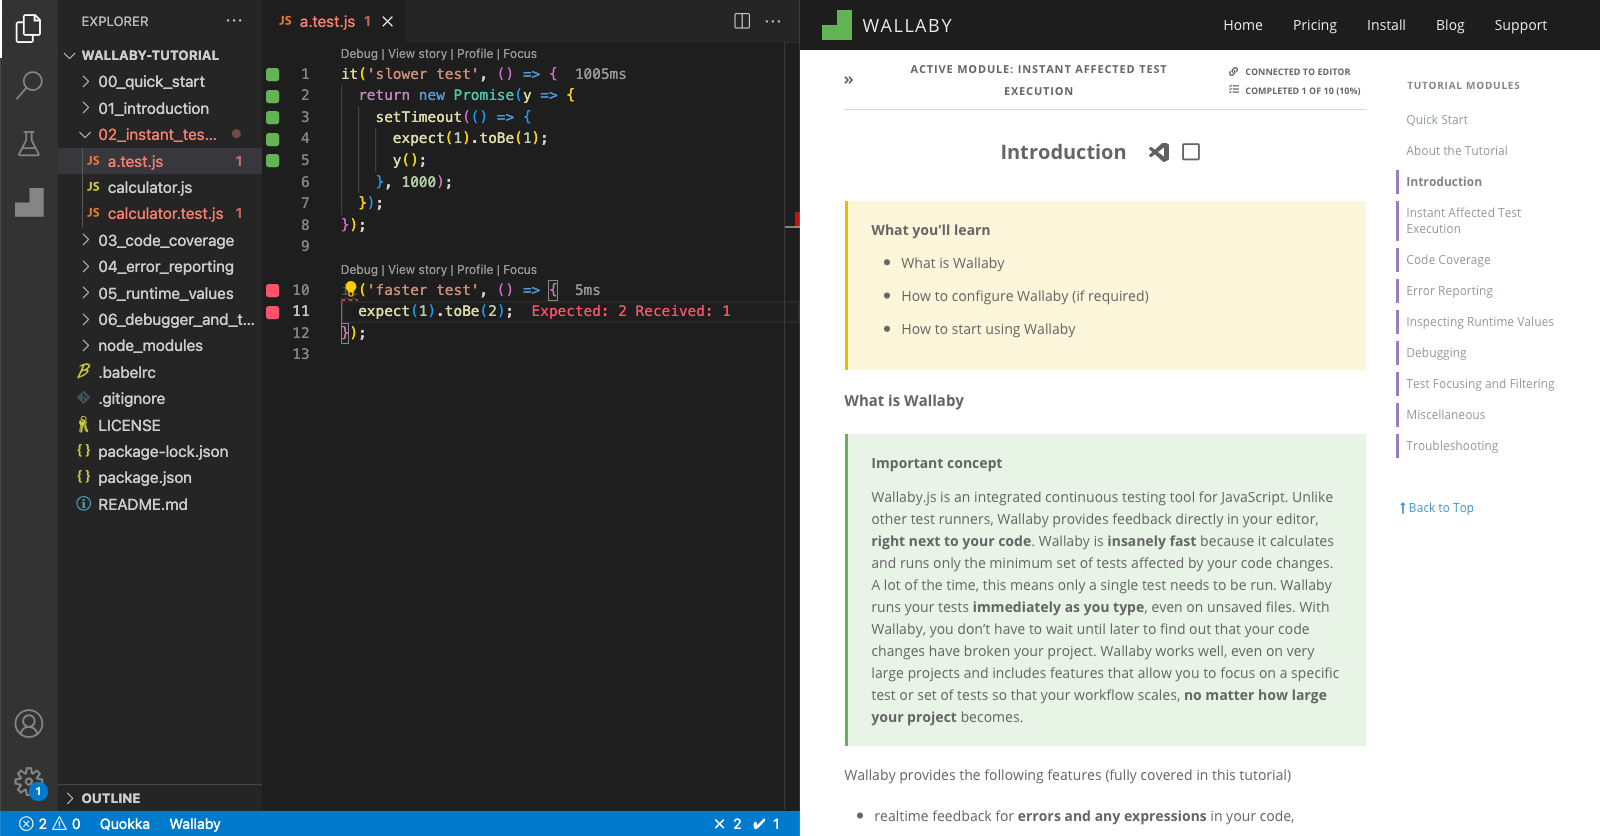 EXPLORER
WALLABY-TUTORIAL
00_quick_start
01_introduction
02_instant_tes...
JS a.test.js 1
JS calculator.js
JS calculator.test.js 1
03_code_coverage
04_error_reporting
05_runtime_values
06_debugger_and_t...
node_modules
.babelrc
.gitignore
LICENSE
{} package-lock.json
{} package.json
README.md
1
OUTLINE
2 0 Quokka Wallaby 2 1
JS a.test.js 1
Debug | View story | Profile | Focus
1 it('slower test', () => { 1005ms
2 return new Promise(y => {
3 setTimeout(() => {
4 expect(1).toBe(1);
5 y();
6 }, 1000);
7 });
8 });
9
Debug | View story | Profile | Focus
10 ('faster test', () => { 5ms
11 expect(1).toBe(2); Expected: 2 Received: 1
12 });
13
WALLABY
Home Pricing Install Blog Support
» ACTIVE MODULE: INSTANT AFFECTED TEST
EXECUTION
CONNECTED TO EDITOR
COMPLETED 1 OF 10 (10%)
Introduction
What you'll learn
• What is Wallaby
• How to configure Wallaby (if required)
• How to start using Wallaby
What is Wallaby
Important concept
Wallaby.js is an integrated continuous testing tool for JavaScript. Unlike
other test runners, Wallaby provides feedback directly in your editor,
right next to your code. Wallaby is insanely fast because it calculates
and runs only the minimum set of tests affected by your code changes.
A lot of the time, this means only a single test needs to be run. Wallaby
runs your tests immediately as you type, even on unsaved files. With
Wallaby, you don’t have to wait until later to find out that your code
changes have broken your project. Wallaby works well, even on very
large projects and includes features that allow you to focus on a specific
test or set of tests so that your workflow scales, no matter how large
your project becomes.
Wallaby provides the following features (fully covered in this tutorial)
• realtime feedback for errors and any expressions in your code,
TUTORIAL MODULES
Quick Start
About the Tutorial
Introduction
Instant Affected Test
Execution
Code Coverage
Error Reporting
Inspecting Runtime Values
Debugging
Test Focusing and Filtering
Miscellaneous
Troubleshooting
Back to Top